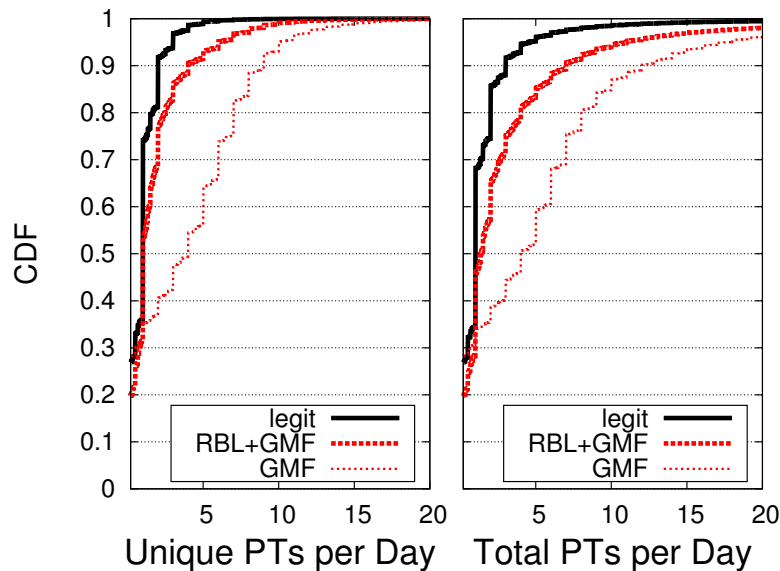 CDF
1
0.9
0.8
0.7
0.6
0.5
0.4
0.3
0.2
0.1
0
legit
RBL+GMF
GMF
5 10 15 20
Unique PTs per Day
legit
RBL+GMF
GMF
5 10 15 20
Total PTs per Day